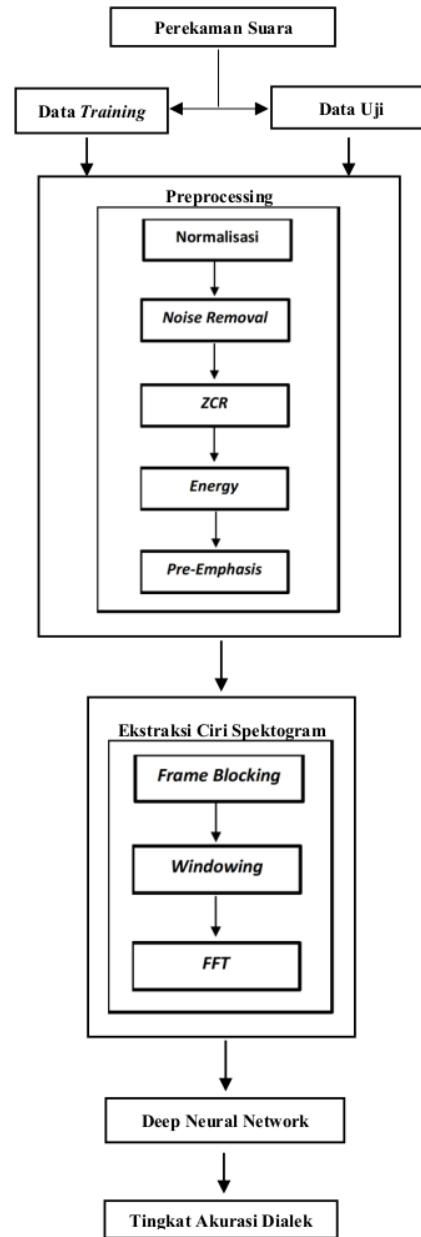 Perekaman Suara
Data Training
Data Uji
Preprocessing
Normalisasi
Noise Removal
ZCR
Energy
Pre-Emphasis
Ekstraksi Ciri Spektogram
Frame Blocking
Windowing
FFT
Deep Neural Network
Tingkat Akurasi Dialek